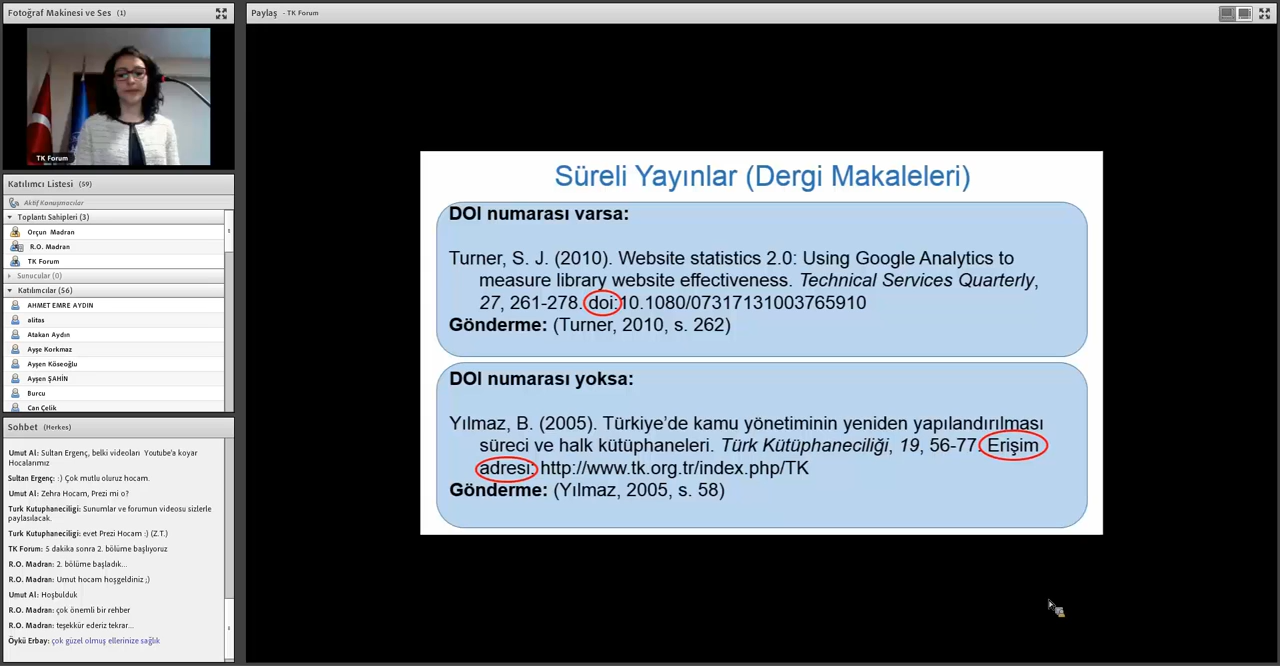 Fotoğraf Makinesi ve Ses (1)
TK Forum
Katılımcı Listesi (59)
Aktif Konuşmacılar
Toplantı Sahipleri (3)
Orçun Madran
R.O. Madran
TK Forum
Sunucular (0)
Katılımcılar (56)
AHMET EMRE AYDIN
alitas
Atakan Aydın
Ayşe Korkmaz
Ayşen Köseoğlu
Ayşen ŞAHİN
Burcu
Can Çelik
Sohbet (Herkes)
Umut Al: Sultan Ergenç, belki videoları Youtube'a koyar
Hocalarımız
Sultan Ergenç: :) Çok mutlu oluruz hocam.
Umut Al: Zehra Hocam, Prezi mi o?
Turk Kutuphaneciligi: Sunumlar ve forumun videosu sizlerle
paylaşılacak.
Turk Kutuphaneciligi: evet Prezi Hocam :) (Z.T.)
TK Forum: 5 dakika sonra 2. bölüme başlıyoruz
R.O. Madran: 2. bölüme başladık...
R.O. Madran: Umut hocam hoşgeldiniz ;)
Umut Al: Hoşbulduk
R.O. Madran: çok önemli bir rehber
R.O. Madran: teşekkür ederiz tekrar...
Öykü Erbay: çok güzel olmuş ellerinize sağlık
Paylaş - TK Forum
Süreli Yayınlar (Dergi Makaleleri)
DOI numarası varsa:
Turner, S. J. (2010). Website statistics 2.0: Using Google Analytics to
measure library website effectiveness. Technical Services Quarterly,
27, 261-278. doi:10.1080/07317131003765910
Gönderme: (Turner, 2010, s. 262)
DOI numarası yoksa:
Yılmaz, B. (2005). Türkiye'de kamu yönetiminin yeniden yapılandırılması
süreci ve halk kütüphaneleri. Türk Kütüphaneciliği, 19, 56-77. Erişim
adresi: http://www.tk.org.tr/index.php/TK
Gönderme: (Yılmaz, 2005, s. 58)